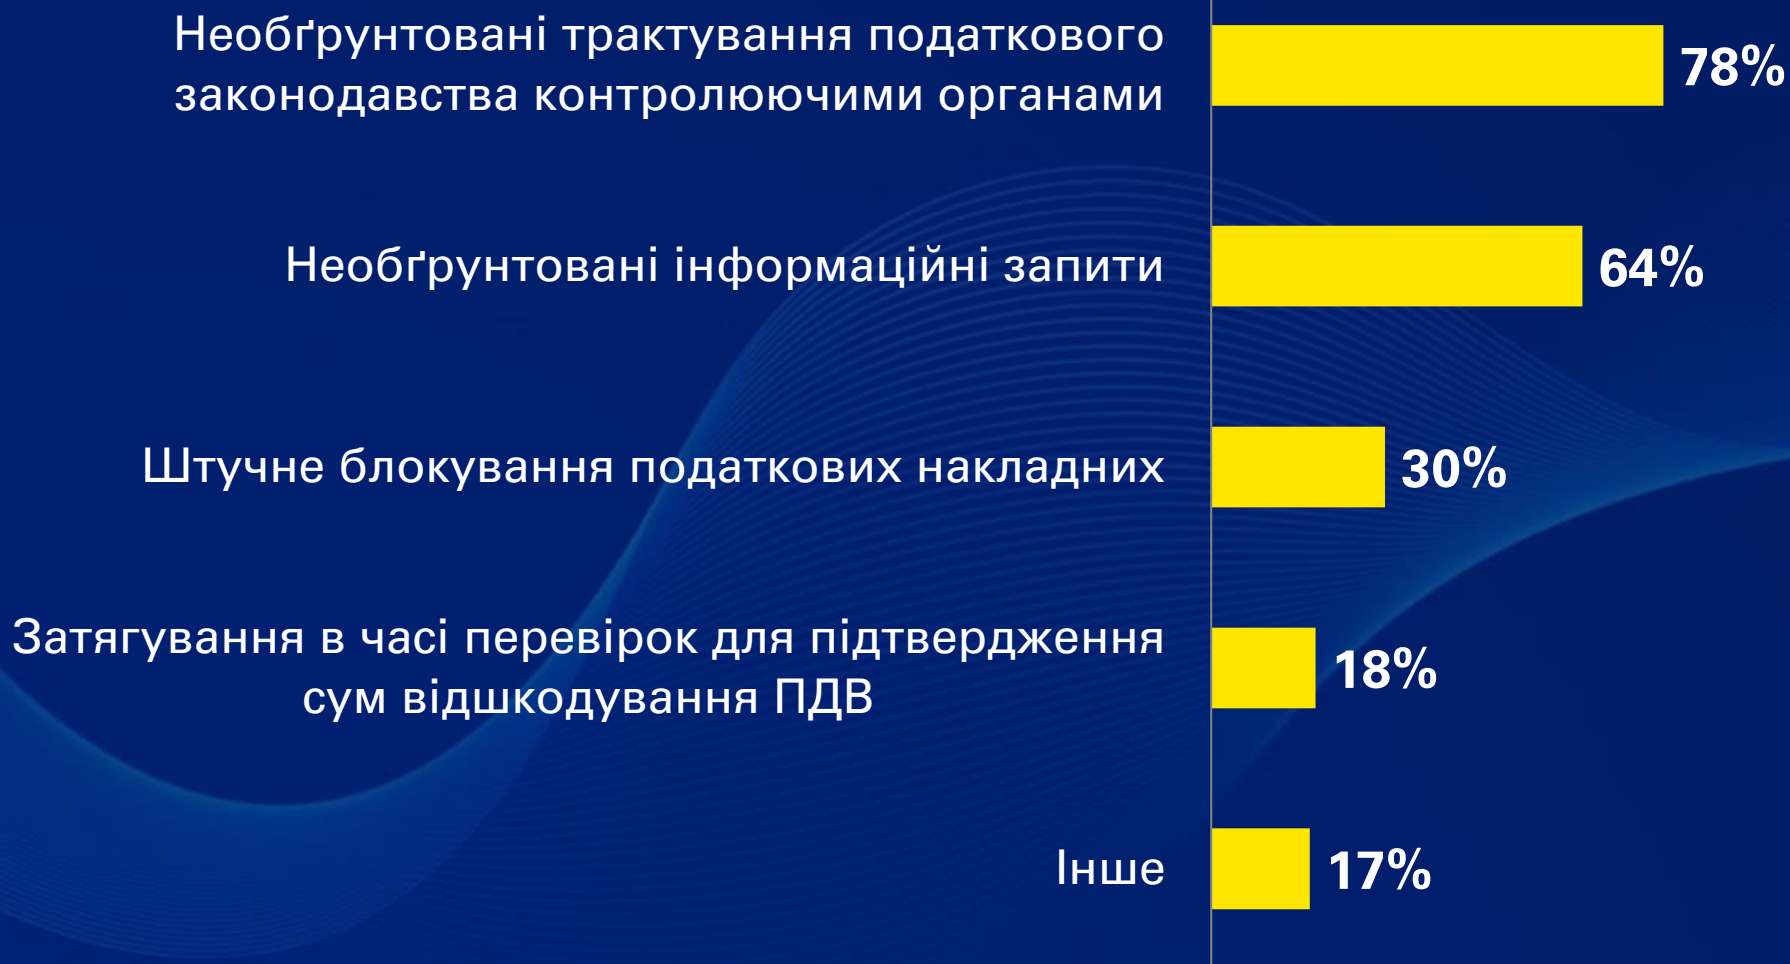 Необґрунтовані трактування податкового
законодавства контролюючими органами
78%
Необґрунтовані інформаційні запити
64%
Штучне блокування податкових накладних
30%
Затягування в часі перевірок для підтвердження
сум відшкодування ПДВ
18%
Інше
17%